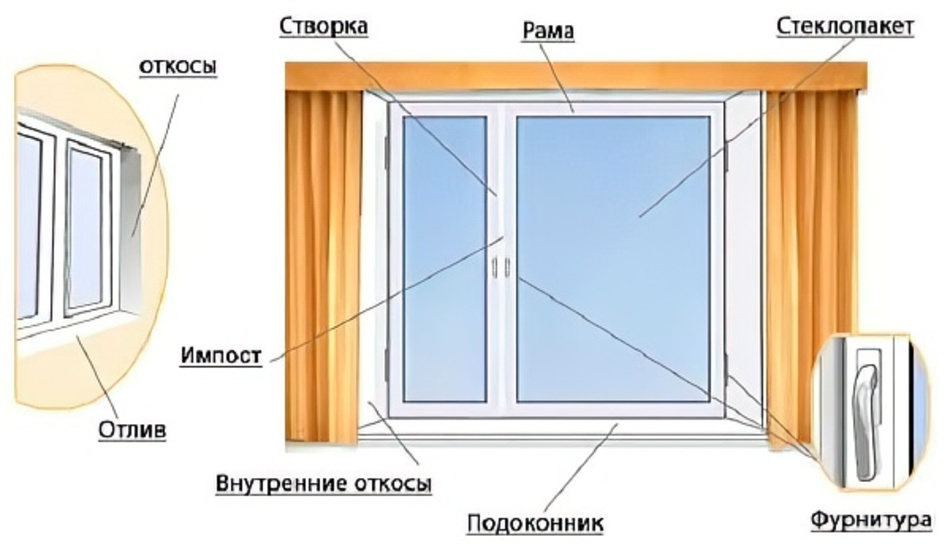 Створка
Рама
Стеклопакет
откосы
Импост
Отлив
Внутренние откосы
Подоконник
Фурнитура